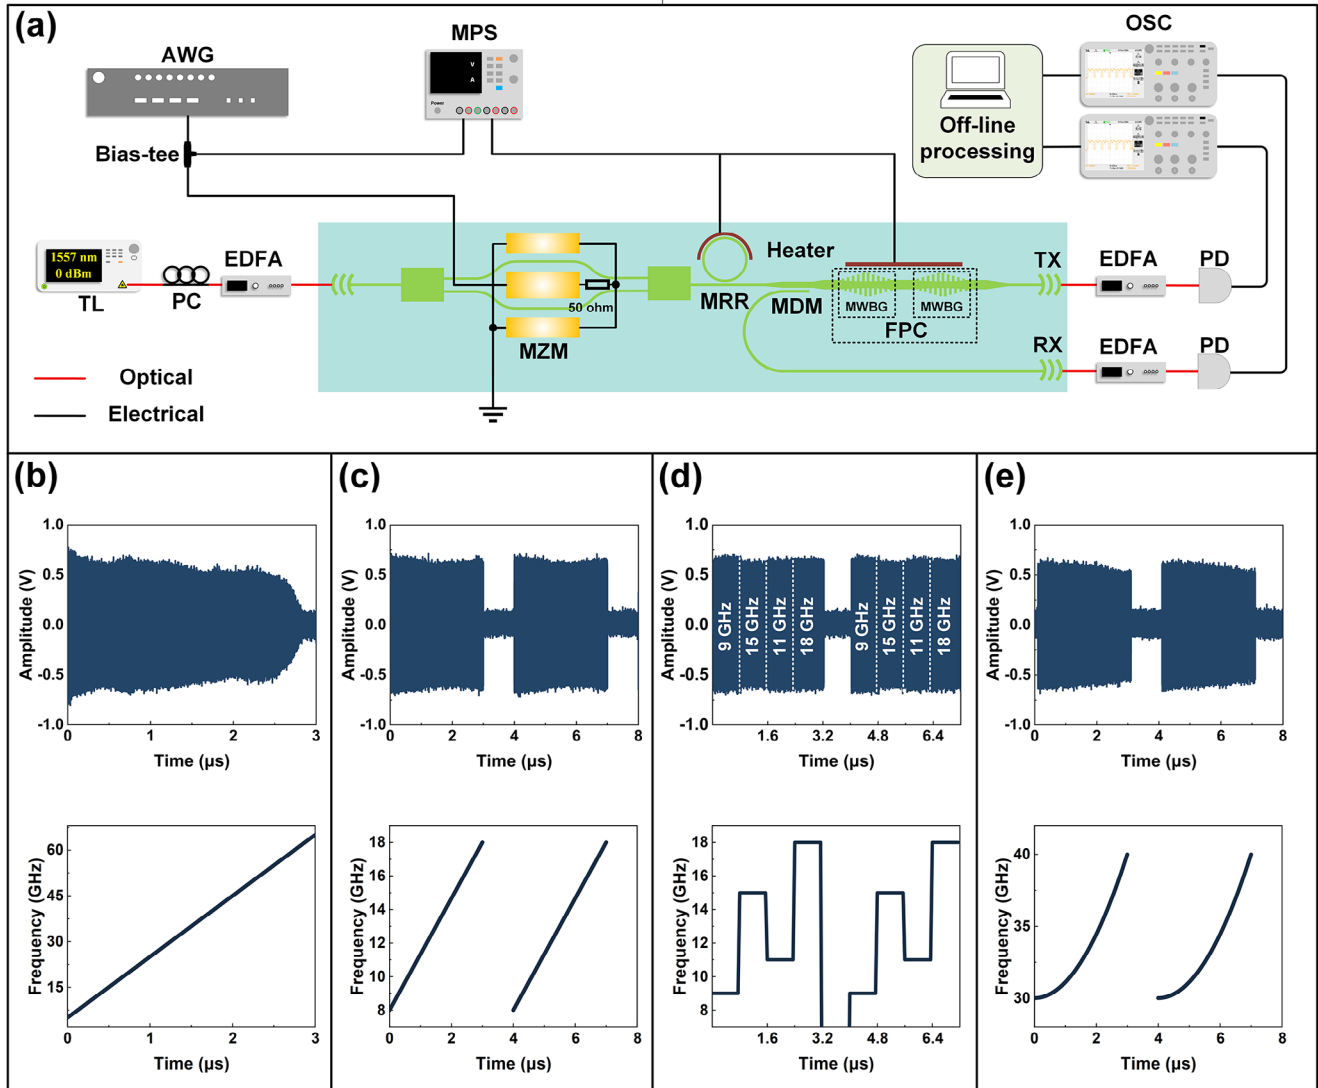 (a)
AWG
MPS
OSC
V
A
Power
Bias-tee
Off-line
processing
1557 nm
0 dBm
TL
PC
EDFA
50 ohm
MZM
MRR
Heater
MDM
MWBG
MWBG
FPC
TX
RX
EDFA
PD
EDFA
PD
Optical
Electrical
(b)
Amplitude (V)
1.0
0.5
0.0
-0.5
-1.0
0 1 2 3
Time (μs)
Frequency (GHz)
60
45
30
15
0 1 2 3
Time (μs)
(c)
Amplitude (V)
1.0
0.5
0.0
-0.5
-1.0
0 2 4 6 8
Time (μs)
Frequency (GHz)
18
16
14
12
10
8
0 2 4 6 8
Time (μs)
(d)
Amplitude (V)
1.0
0.5
0.0
-0.5
-1.0
9 GHz
15 GHz
11 GHz
18 GHz
9 GHz
15 GHz
11 GHz
18 GHz
1.6 3.2 4.8 6.4
Time (μs)
Frequency (GHz)
18
16
14
12
10
8
1.6 3.2 4.8 6.4
Time (μs)
(e)
Amplitude (V)
1.0
0.5
0.0
-0.5
-1.0
0 2 4 6 8
Time (μs)
Frequency (GHz)
40
35
30
0 2 4 6 8
Time (μs)